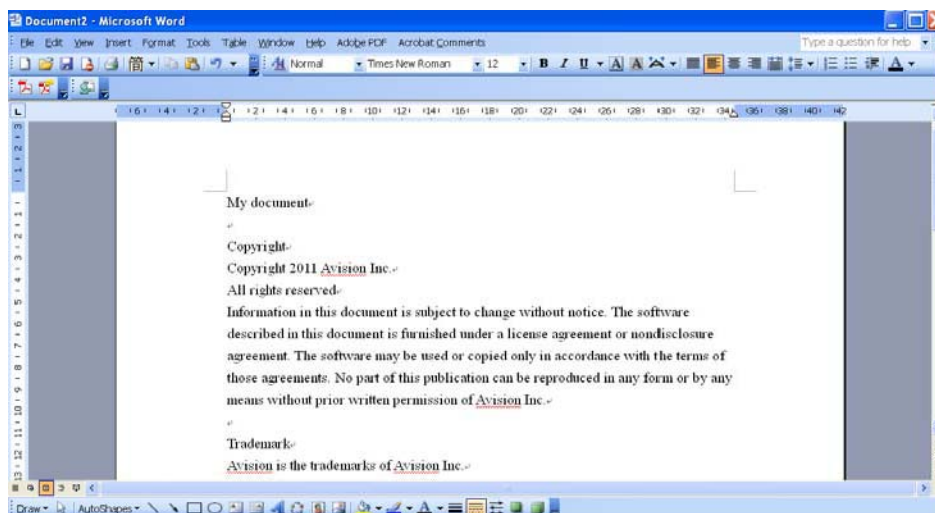 Document2 - Microsoft Word
File Edit View Insert Format Tools Table Window Help Adobe PDF Acrobat Comments Type a question for help
Normal Times New Roman 12 B I U A A A
My document
Copyright
Copyright 2011 Avision Inc.
All rights reserved
Information in this document is subject to change without notice. The software
described in this document is furnished under a license agreement or nondisclosure
agreement. The software may be used or copied only in accordance with the terms of
those agreements. No part of this publication can be reproduced in any form or by any
means without prior written permission of Avision Inc.
Trademark
Avision is the trademarks of Avision Inc.
Draw AutoShapes